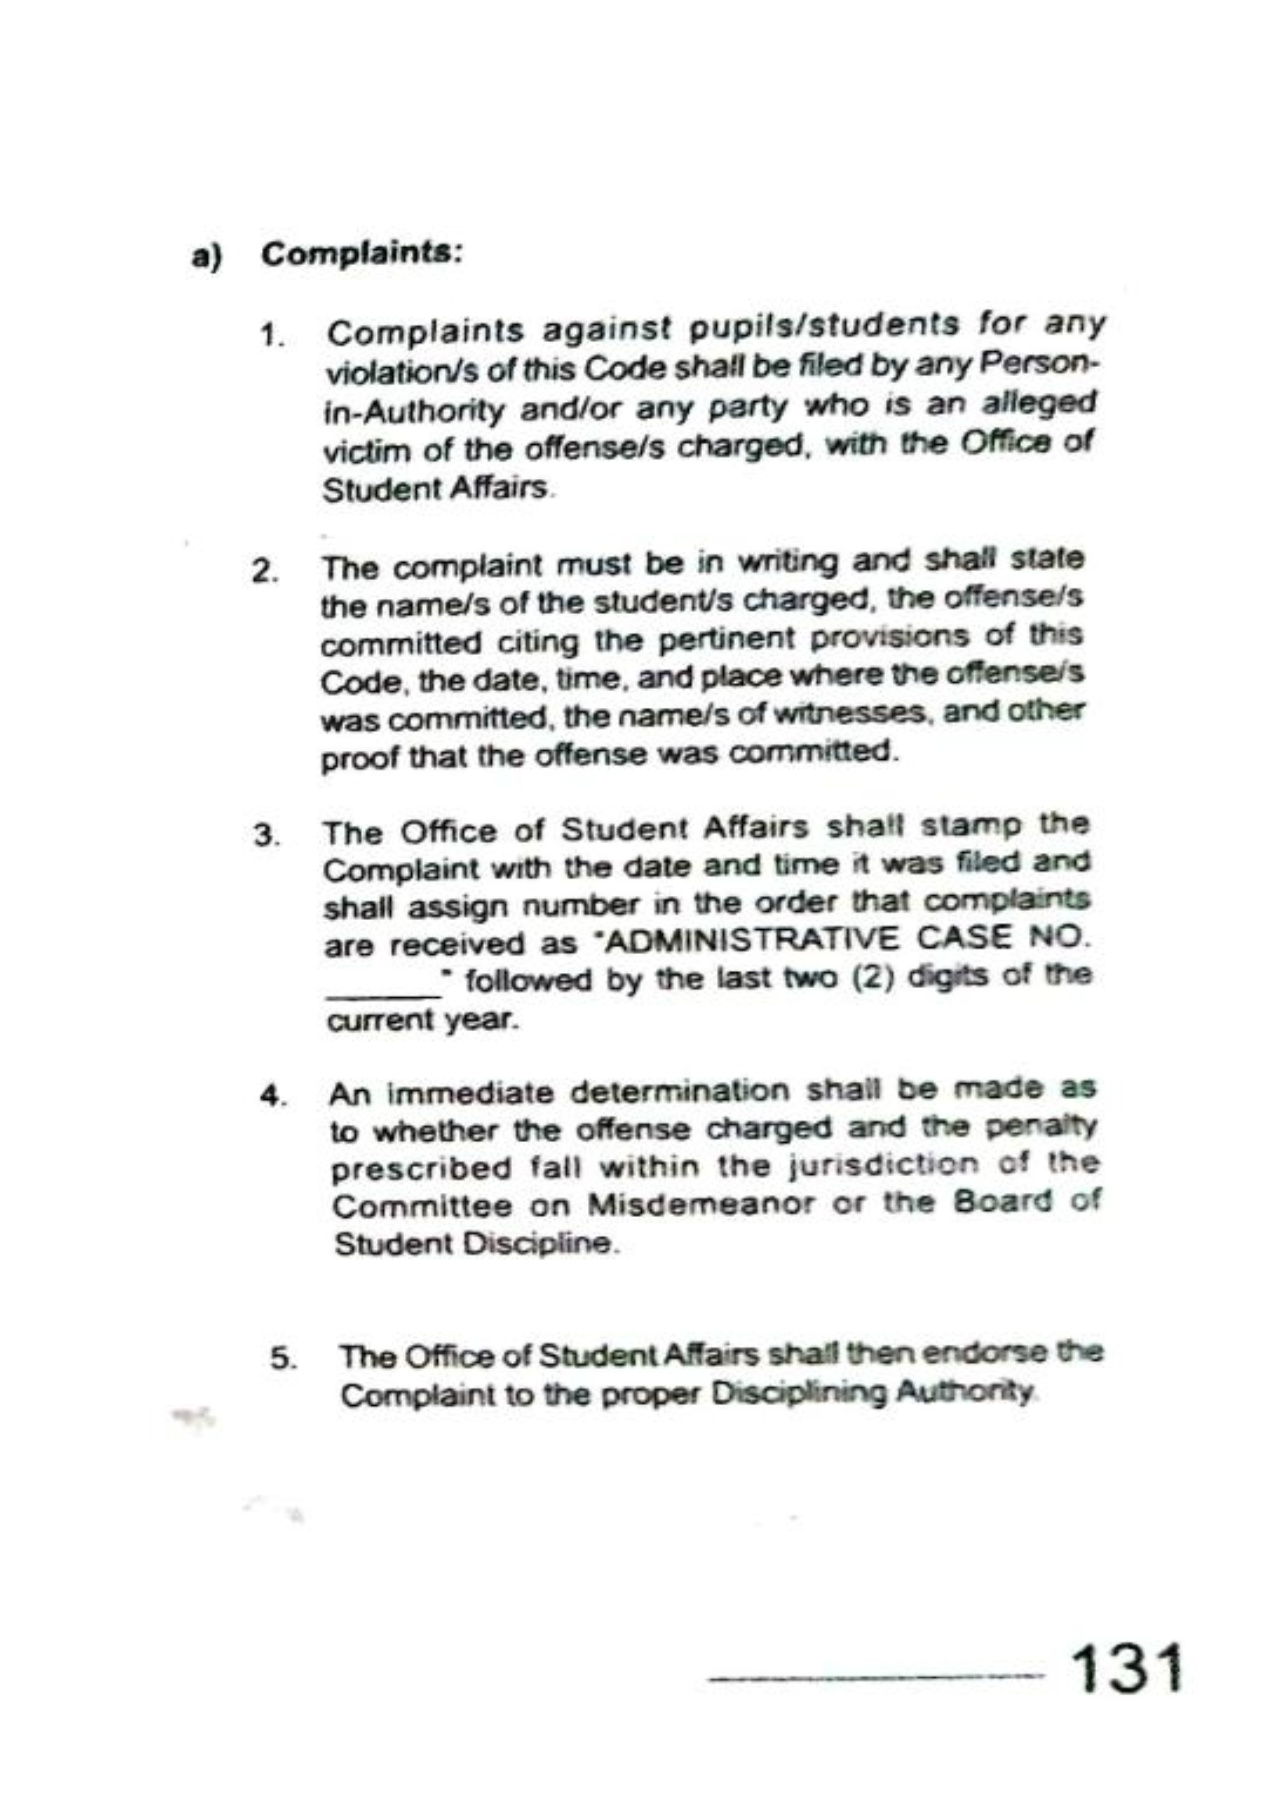 a) Complaints:
1. Complaints against pupils/students for any
violation/s of this Code shall be filed by any Person-
in-Authority and/or any party who is an alleged
victim of the offense/s charged, with the Office of
Student Affairs.
2. The complaint must be in writing and shall state
the name/s of the student/s charged, the offense/s
committed citing the pertinent provisions of this
Code, the date, time, and place where the offense/s
was committed, the name/s of witnesses, and other
proof that the offense was committed.
3. The Office of Student Affairs shall stamp the
Complaint with the date and time it was filed and
shall assign number in the order that complaints
are received as "ADMINISTRATIVE CASE NO.
______" followed by the last two (2) digits of the
current year.
4. An immediate determination shall be made as
to whether the offense charged and the penalty
prescribed fall within the jurisdiction of the
Committee on Misdemeanor or the Board of
Student Discipline.
5. The Office of Student Affairs shall then endorse the
Complaint to the proper Disciplining Authority.
131